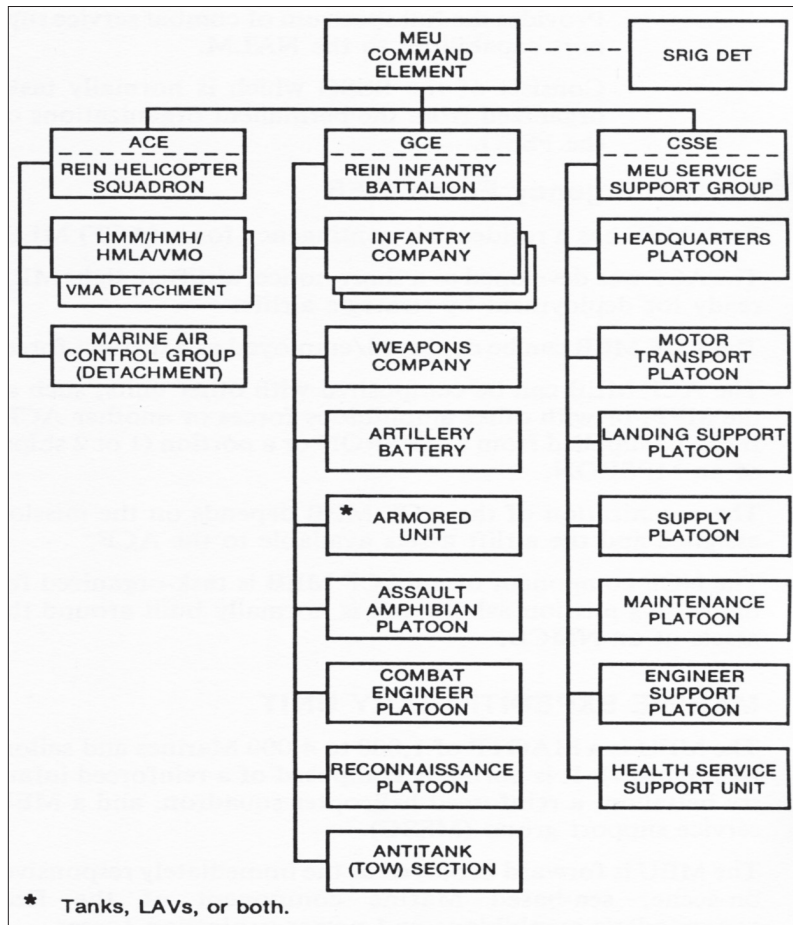 MEU
COMMAND
ELEMENT
SRIG DET
ACE
REIN HELICOPTER
SQUADRON
HMM/HMH/
HMLA/VMO
VMA DETACHMENT
MARINE AIR
CONTROL GROUP
(DETACHMENT)
GCE
REIN INFANTRY
BATTALION
INFANTRY
COMPANY
WEAPONS
COMPANY
ARTILLERY
BATTERY
* ARMORED
UNIT
ASSAULT
AMPHIBIAN
PLATOON
COMBAT
ENGINEER
PLATOON
RECONNAISSANCE
PLATOON
ANTITANK
(TOW) SECTION
CSSE
MEU SERVICE
SUPPORT GROUP
HEADQUARTERS
PLATOON
MOTOR
TRANSPORT
PLATOON
LANDING SUPPORT
PLATOON
SUPPLY
PLATOON
MAINTENANCE
PLATOON
ENGINEER
SUPPORT
PLATOON
HEALTH SERVICE
SUPPORT UNIT
* Tanks, LAVs, or both.